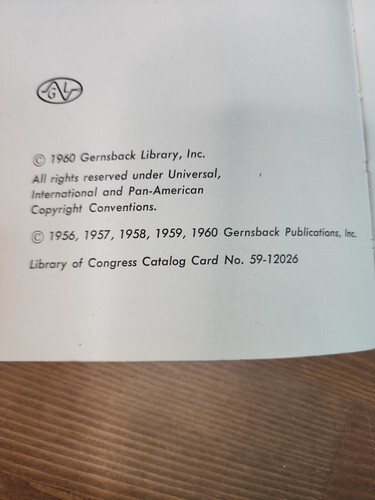 GL
© 1960 Gernsback Library, Inc.
All rights reserved under Universal,
International and Pan-American
Copyright Conventions.
© 1956, 1957, 1958, 1959, 1960 Gernsback Publications, Inc.
Library of Congress Catalog Card No. 59-12026